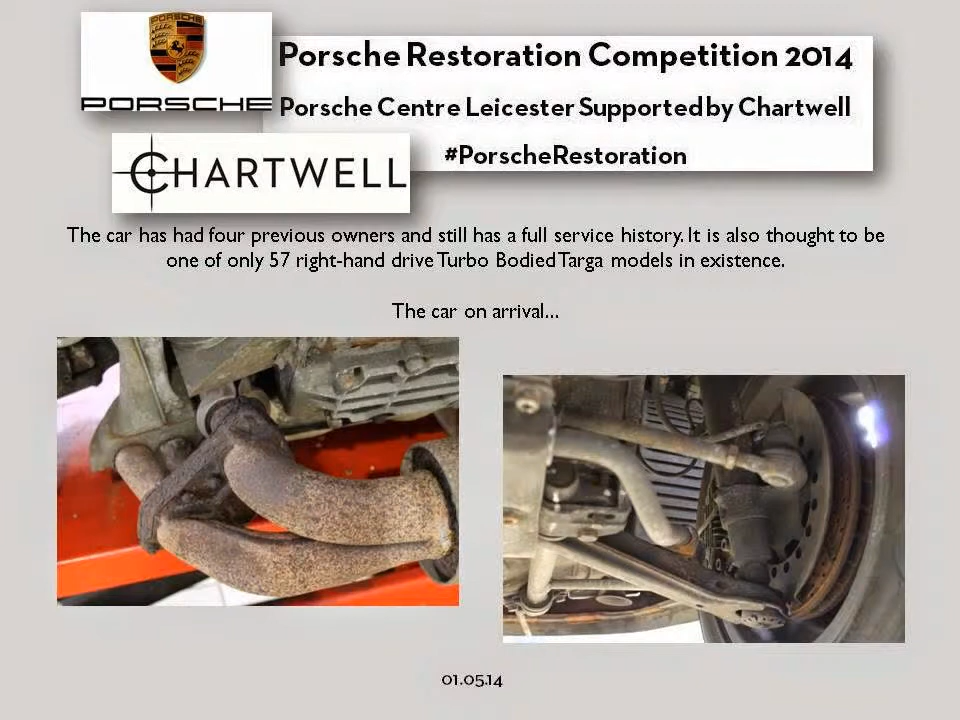 PORSCHE
PORSCHE
Porsche Restoration Competition 2014
Porsche Centre Leicester Supported by Chartwell
#PorscheRestoration
CHARTWELL
The car has had four previous owners and still has a full service history. It is also thought to be
one of only 57 right-hand drive Turbo Bodied Targa models in existence.
The car on arrival...
01.05.14